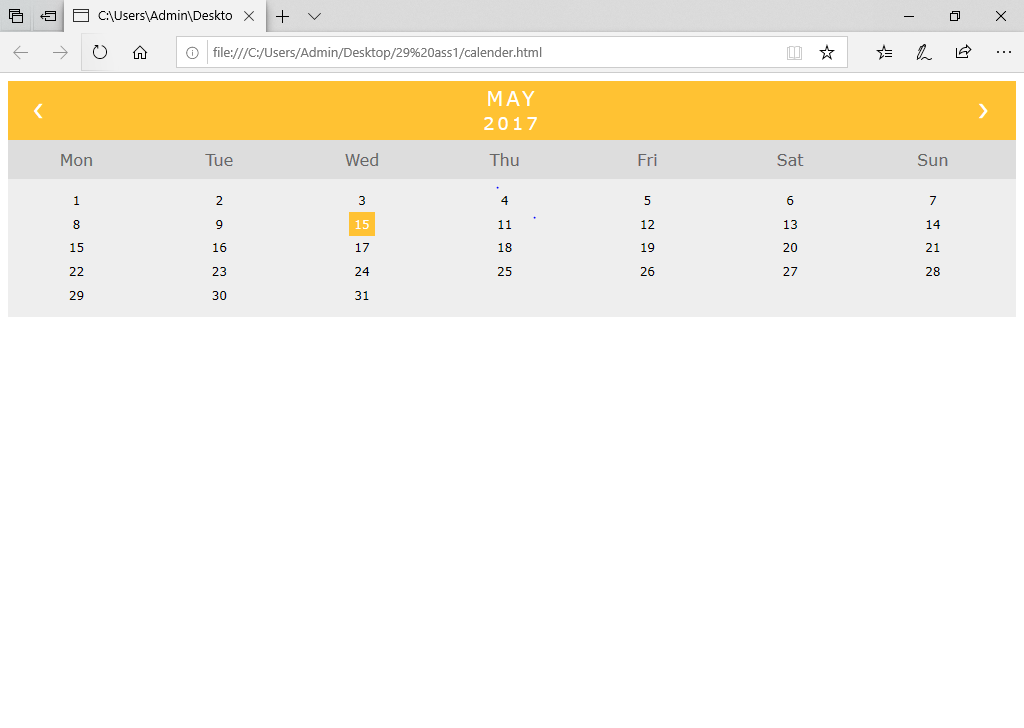 C:\Users\Admin\Deskto
file:///C:/Users/Admin/Desktop/29%20ass1/calender.html
‹ MAY ›
2017
Mon Tue Wed Thu Fri Sat Sun
1 2 3 4 5 6 7
8 9 15 11 12 13 14
15 16 17 18 19 20 21
22 23 24 25 26 27 28
29 30 31